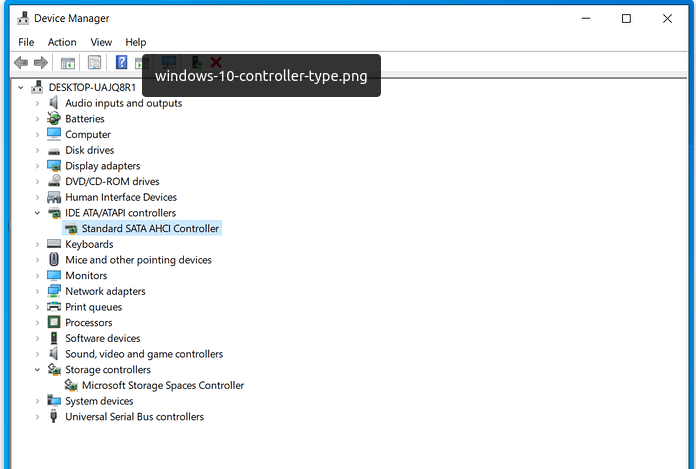 Device Manager
File Action View Help
windows-10-controller-type.png
DESKTOP-UAJQ8R1
Audio inputs and outputs
Batteries
Computer
Disk drives
Display adapters
DVD/CD-ROM drives
Human Interface Devices
IDE ATA/ATAPI controllers
Standard SATA AHCI Controller
Keyboards
Mice and other pointing devices
Monitors
Network adapters
Print queues
Processors
Software devices
Sound, video and game controllers
Storage controllers
Microsoft Storage Spaces Controller
System devices
Universal Serial Bus controllers